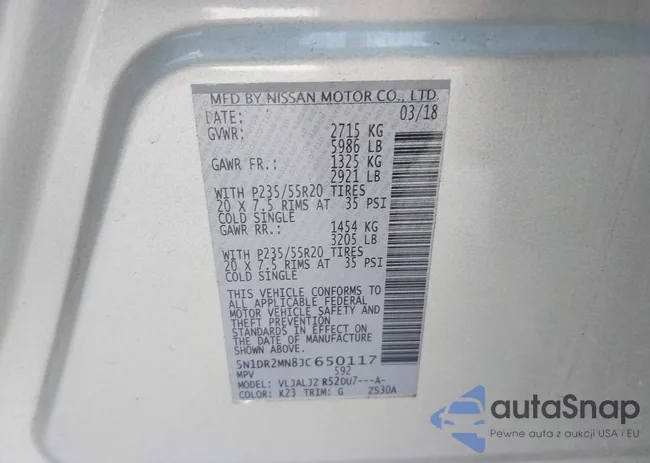 MFD BY NISSAN MOTOR CO., LTD.
DATE: 03/18
GVWR: 2715 KG
5986 LB
GAWR FR.: 1325 KG
2921 LB
WITH P235/55R20 TIRES
20 X 7.5 RIMS AT 35 PSI
COLD SINGLE
GAWR RR.: 1454 KG
3205 LB
WITH P235/55R20 TIRES
20 X 7.5 RIMS AT 35 PSI
COLD SINGLE
THIS VEHICLE CONFORMS TO
ALL APPLICABLE FEDERAL
MOTOR VEHICLE SAFETY AND
THEFT PREVENTION
STANDARDS IN EFFECT ON
THE DATE OF MANUFACTURE
SHOWN ABOVE.
5N1DR2MN8JC650117
MPV S92
MODEL: VLJALJZ R52DU7---A-
COLOR: K23 TRIM: G ZS30A
autaSnap
Pewne auta z aukcji USA i EU